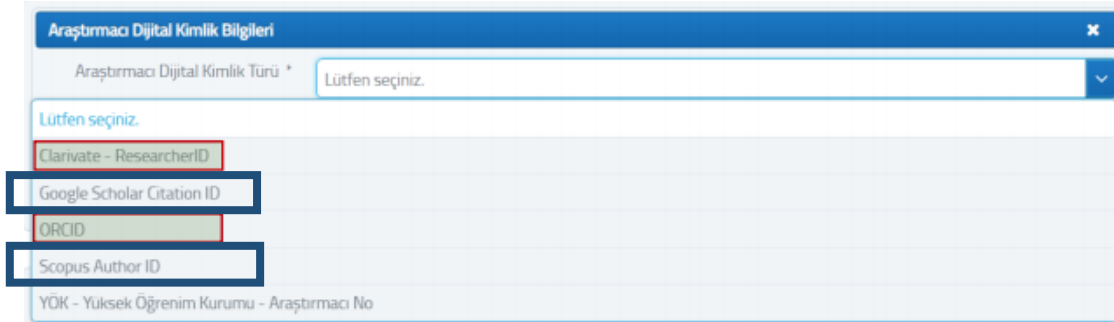 Araştırmacı Dijital Kimlik Bilgileri
Araştırmacı Dijital Kimlik Türü * Lütfen seçiniz.
Lütfen seçiniz.
Clarivate - ResearcherID
Google Scholar Citation ID
ORCID
Scopus Author ID
YÖK - Yüksek Öğrenim Kurumu - Araştırmacı No